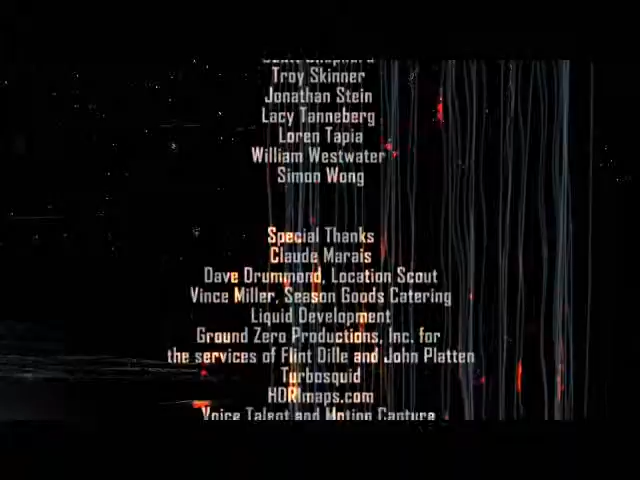 Troy Skinner
Jonathan Stein
Lacy Tanneberg
Loren Tapia
William Westwater
Simon Wong
Special Thanks
Claude Marais
Dave Drummond, Location Scout
Vince Miller, Season Goods Catering
Liquid Development
Ground Zero Productions, Inc. for
the services of Flint Dille and John Platten
Turbosquid
HDRImaps.com
Voice Talent and Motion Capture